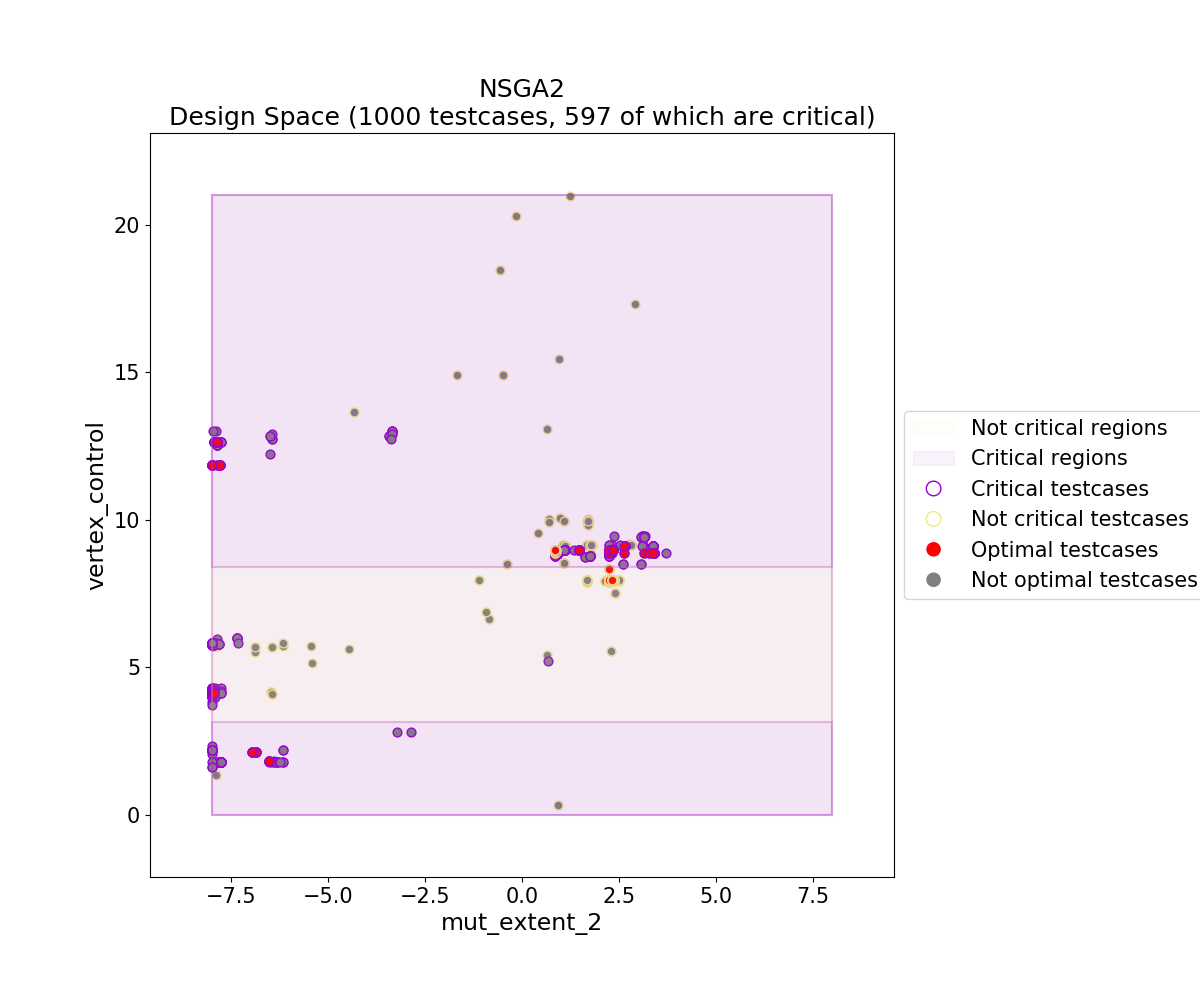 NSGA2
Design Space (1000 testcases, 597 of which are critical)
20
15
10
5
0
vertex_control
−7.5
−5.0
−2.5
0.0
2.5
5.0
7.5
mut_extent_2
Not critical regions
Critical regions
Critical testcases
Not critical testcases
Optimal testcases
Not optimal testcases